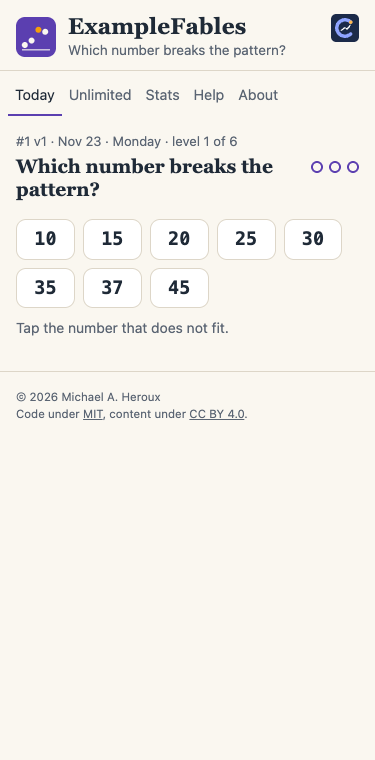 ExampleFables
Which number breaks the pattern?
Today Unlimited Stats Help About
#1 v1 · Nov 23 · Monday · level 1 of 6
Which number breaks the
pattern?
10 15 20 25 30
35 37 45
Tap the number that does not fit.
© 2026 Michael A. Heroux
Code under MIT, content under CC BY 4.0.